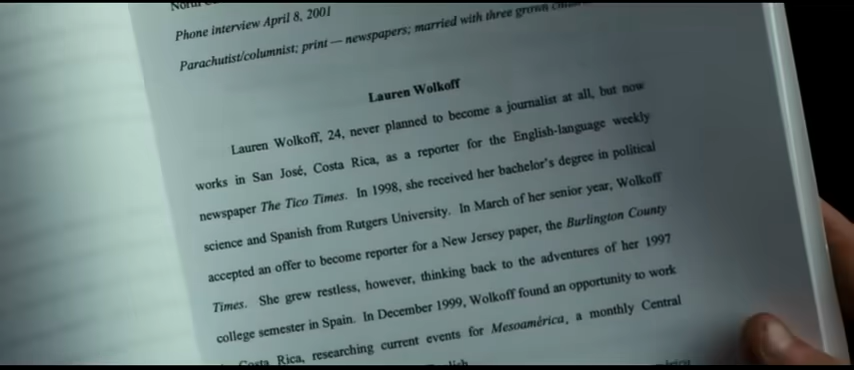 Phone interview April 8, 2001
Parachutist/columnist; print — newspapers; married with three grown
Lauren Wolkoff
Lauren Wolkoff, 24, never planned to become a journalist at all, but now
works in San José, Costa Rica, as a reporter for the English-language weekly
newspaper The Tico Times. In 1998, she received her bachelor's degree in political
science and Spanish from Rutgers University. In March of her senior year, Wolkoff
accepted an offer to become reporter for a New Jersey paper, the Burlington County
Times. She grew restless, however, thinking back to the adventures of her 1997
college semester in Spain. In December 1999, Wolkoff found an opportunity to work
Costa Rica, researching current events for Mesoamérica, a monthly Central